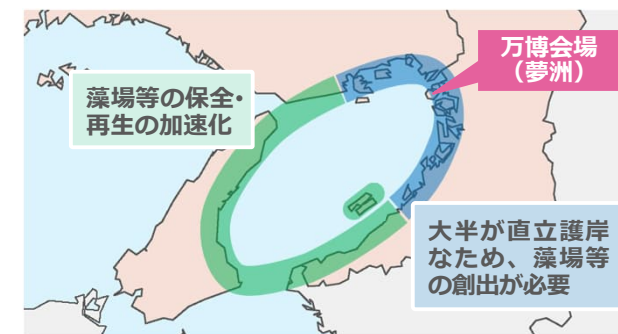 万博会場
（夢洲）
藻場等の保全・
再生の加速化
大半が直立護岸
なため、藻場等
の創出が必要